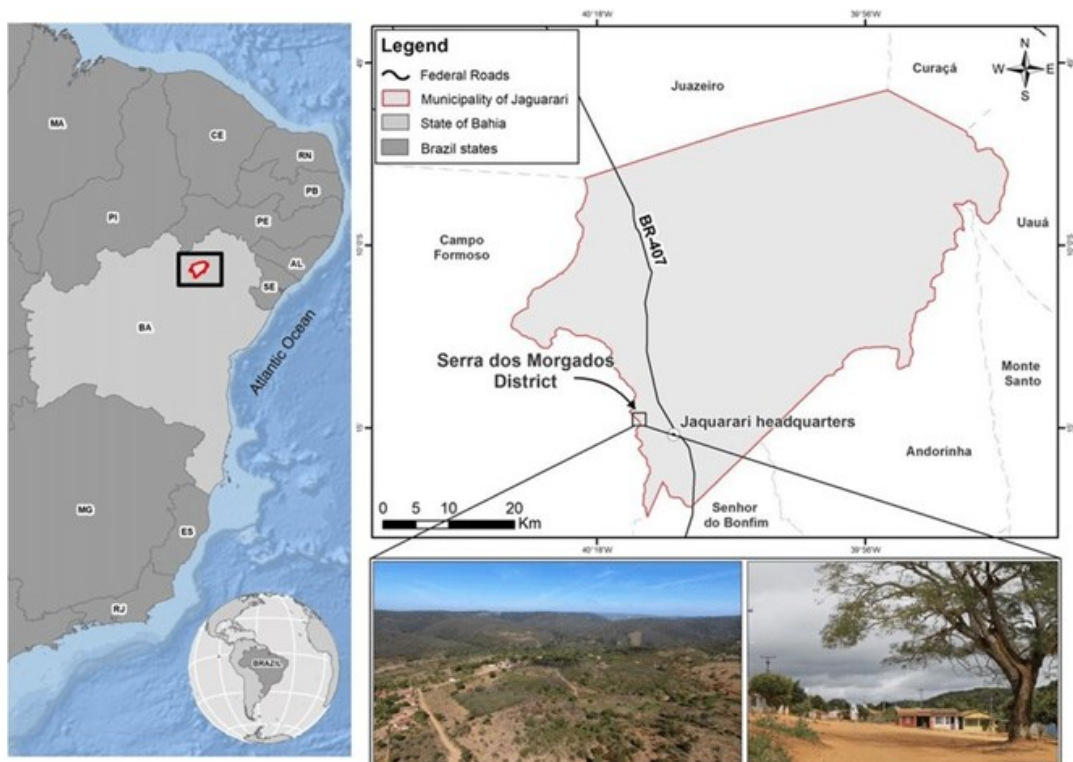 MA
CE
RN
PB
PI
PE
AL
SE
BA
Atlantic Ocean
MG
ES
RJ
BRAZIL
40°18'W
39°56'W
Legend
Federal Roads
Municipality of Jaguarari
State of Bahia
Brazil states
N
W E
S
Juazeiro
Curaçá
Campo
Formoso
BR-407
Uauá
Serra dos Morgados
District
Monte
Santo
Jaquarari headquarters
Andorinha
Senhor
do Bonfim
0 5 10 20
Km
40°18'W
39°56'W